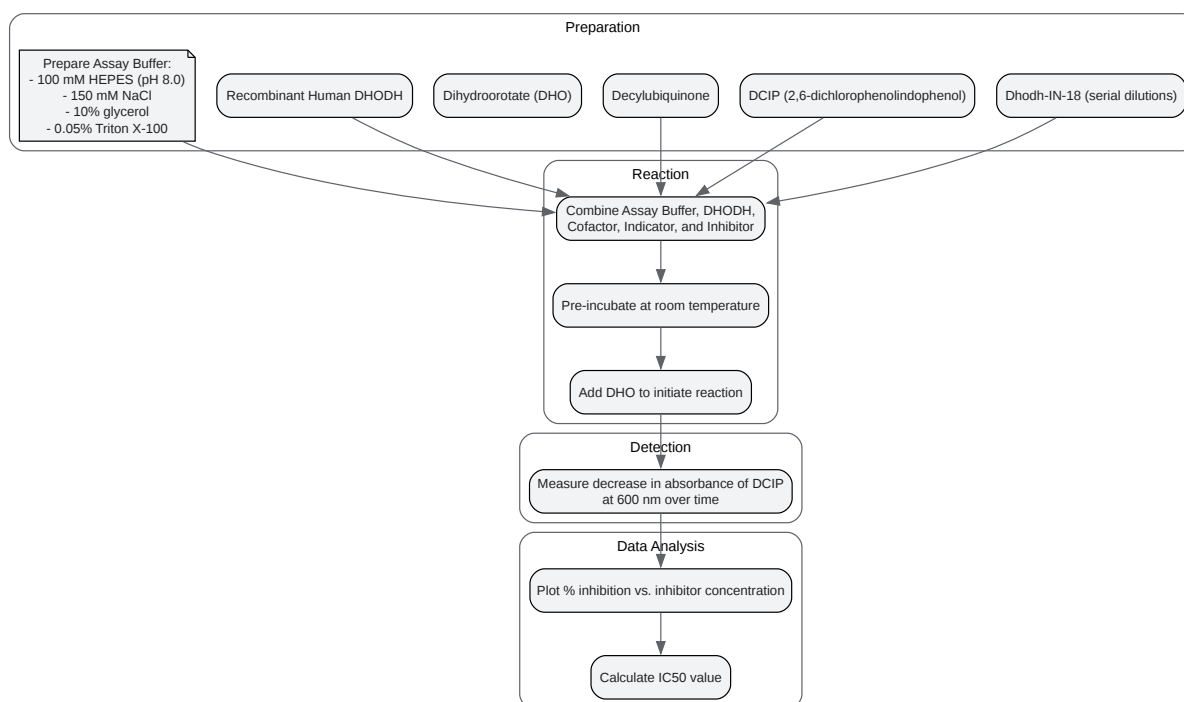 Preparation
Prepare Assay Buffer:
- 100 mM HEPES (pH 8.0)
- 150 mM NaCl
- 10% glycerol
- 0.05% Triton X-100
Recombinant Human DHODH
Dihydroorotate (DHO)
Decylubiquinone
DCIP (2,6-dichlorophenolindophenol)
Dhodh-IN-18 (serial dilutions)
Reaction
Combine Assay Buffer, DHODH,
Cofactor, Indicator, and Inhibitor
Pre-incubate at room temperature
Add DHO to initiate reaction
Detection
Measure decrease in absorbance of DCIP
at 600 nm over time
Data Analysis
Plot % inhibition vs. inhibitor concentration
Calculate IC50 value